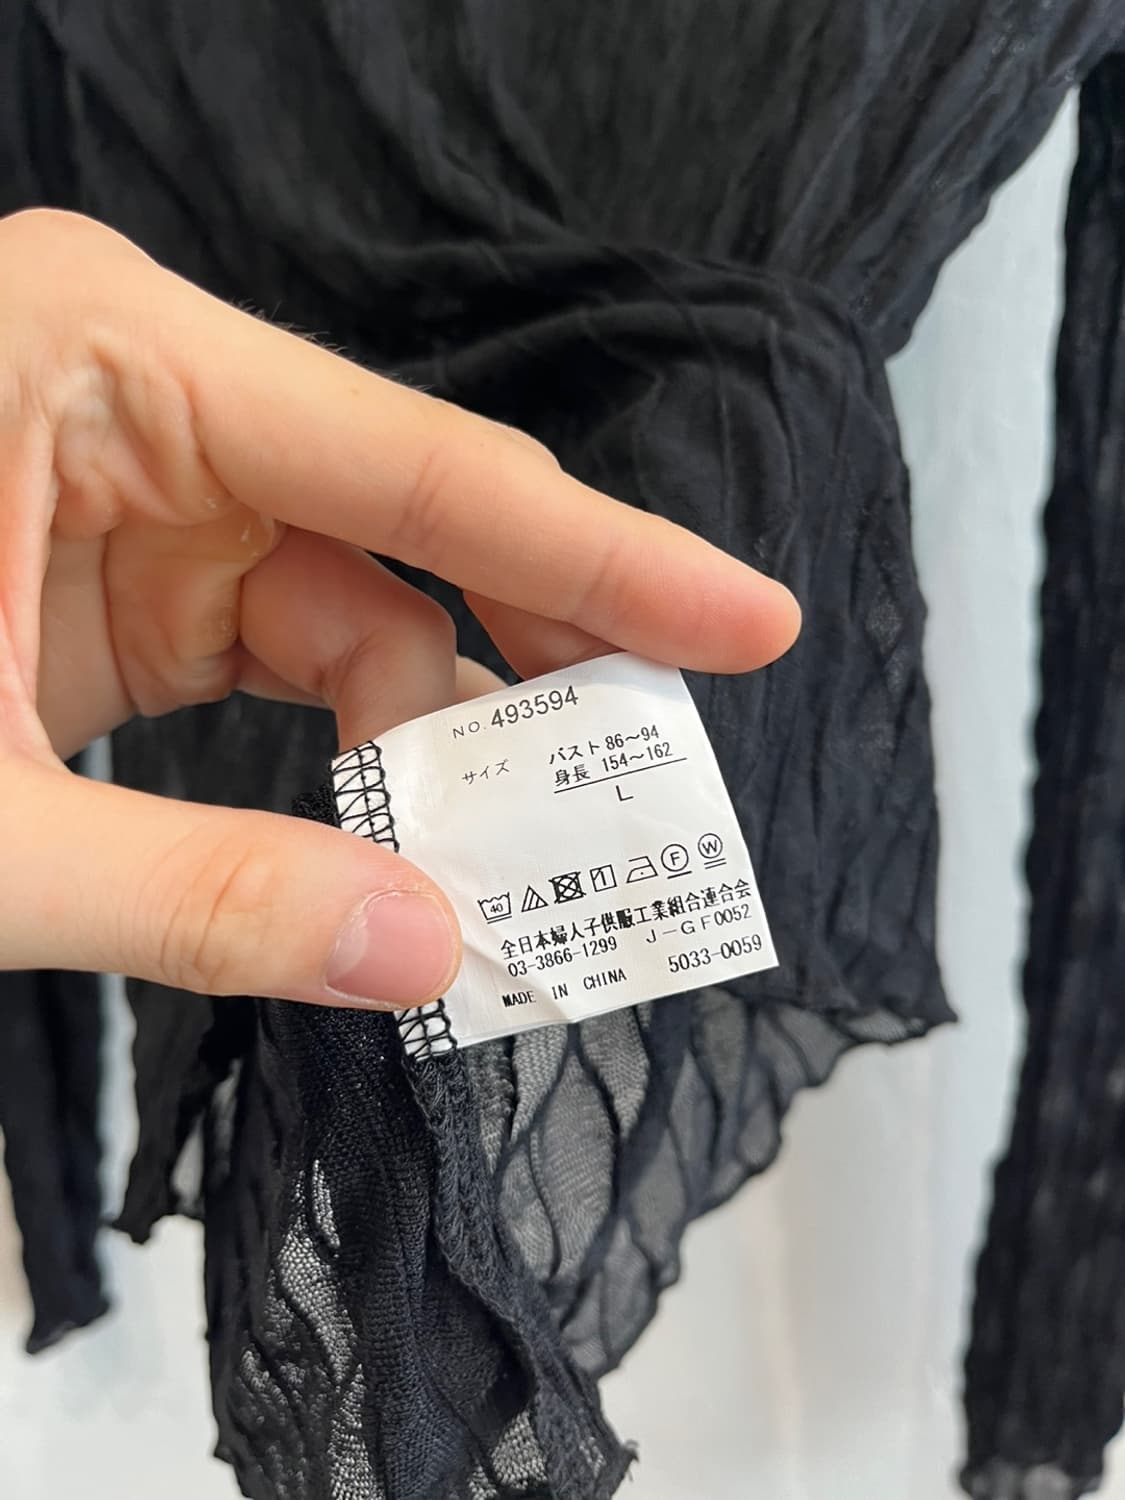 NO.493594
サイズ バスト 86～94
身長 154～162
L
40 1 F W
全日本婦人子供服工業組合連合会
03-3866-1299 J-GF0052
5033-0059
MADE IN CHINA